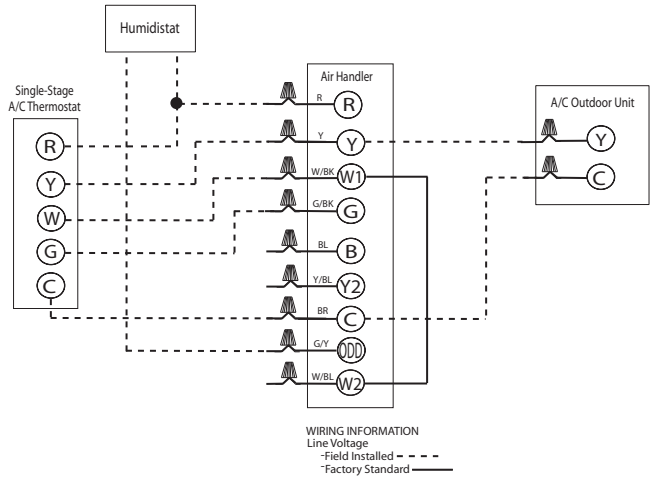 Humidistat
Single-Stage
A/C Thermostat
R
Y
W
G
C
Air Handler
R R
Y Y
W/BK W1
G/BK G
BL B
Y/BL Y2
BR C
G/Y ODD
W/BL W2
A/C Outdoor Unit
Y
C
WIRING INFORMATION
Line Voltage
-Field Installed
-Factory Standard